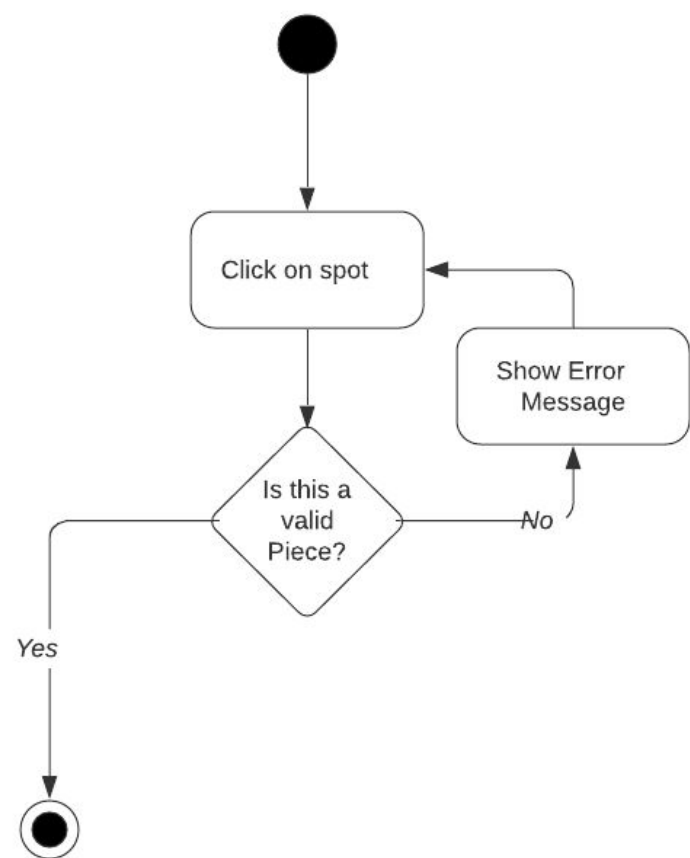 Click on spot
Show Error
Message
Is this a
valid
Piece?
No
Yes